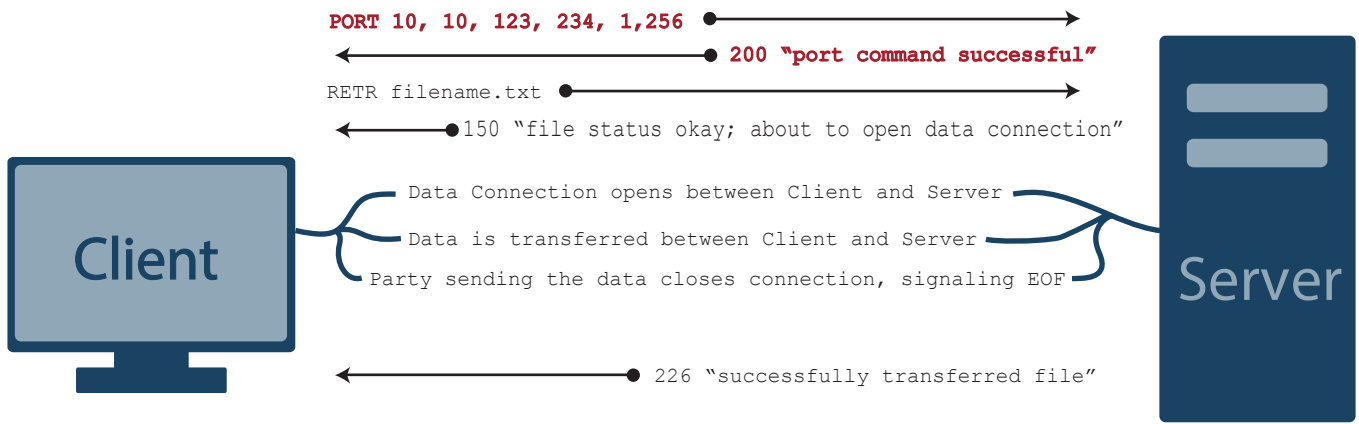 PORT 10, 10, 123, 234, 1,256
200 “port command successful”
RETR filename.txt
150 “file status okay; about to open data connection”
Data Connection opens between Client and Server
Data is transferred between Client and Server
Party sending the data closes connection, signaling EOF
Client
Server
226 “successfully transferred file”